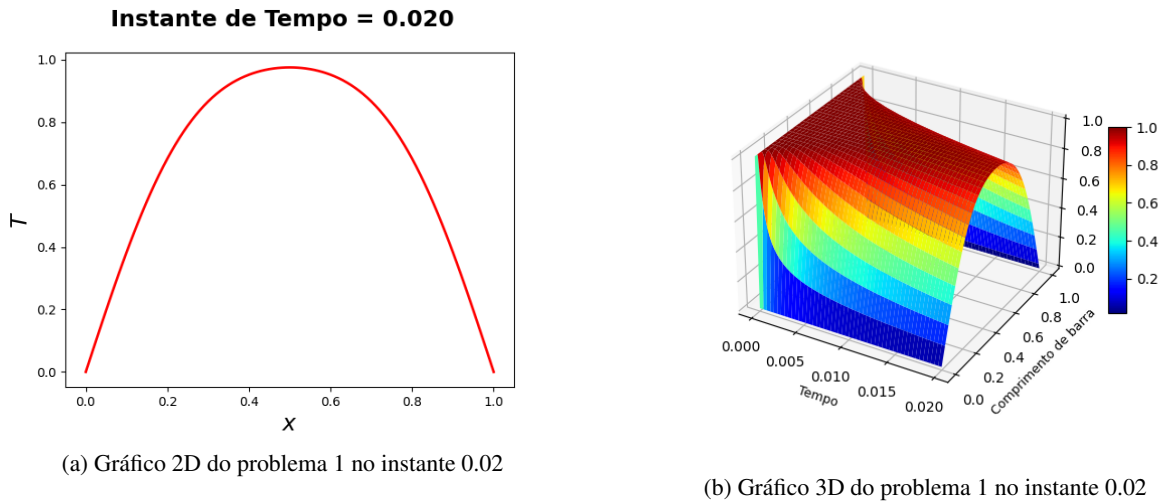 Instante de Tempo = 0.020
1.0
0.8
0.6
0.4
0.2
0.0
T
0.0 0.2 0.4 0.6 0.8 1.0
x
(a) Gráfico 2D do problema 1 no instante 0.02
1.0
0.8
0.6
0.4
0.2
0.0
0.000 0.005 0.010 0.015 0.020
Tempo
0.0 0.2 0.4 0.6 0.8 1.0
Comprimento de barra
1.0
0.8
0.6
0.4
0.2
(b) Gráfico 3D do problema 1 no instante 0.02